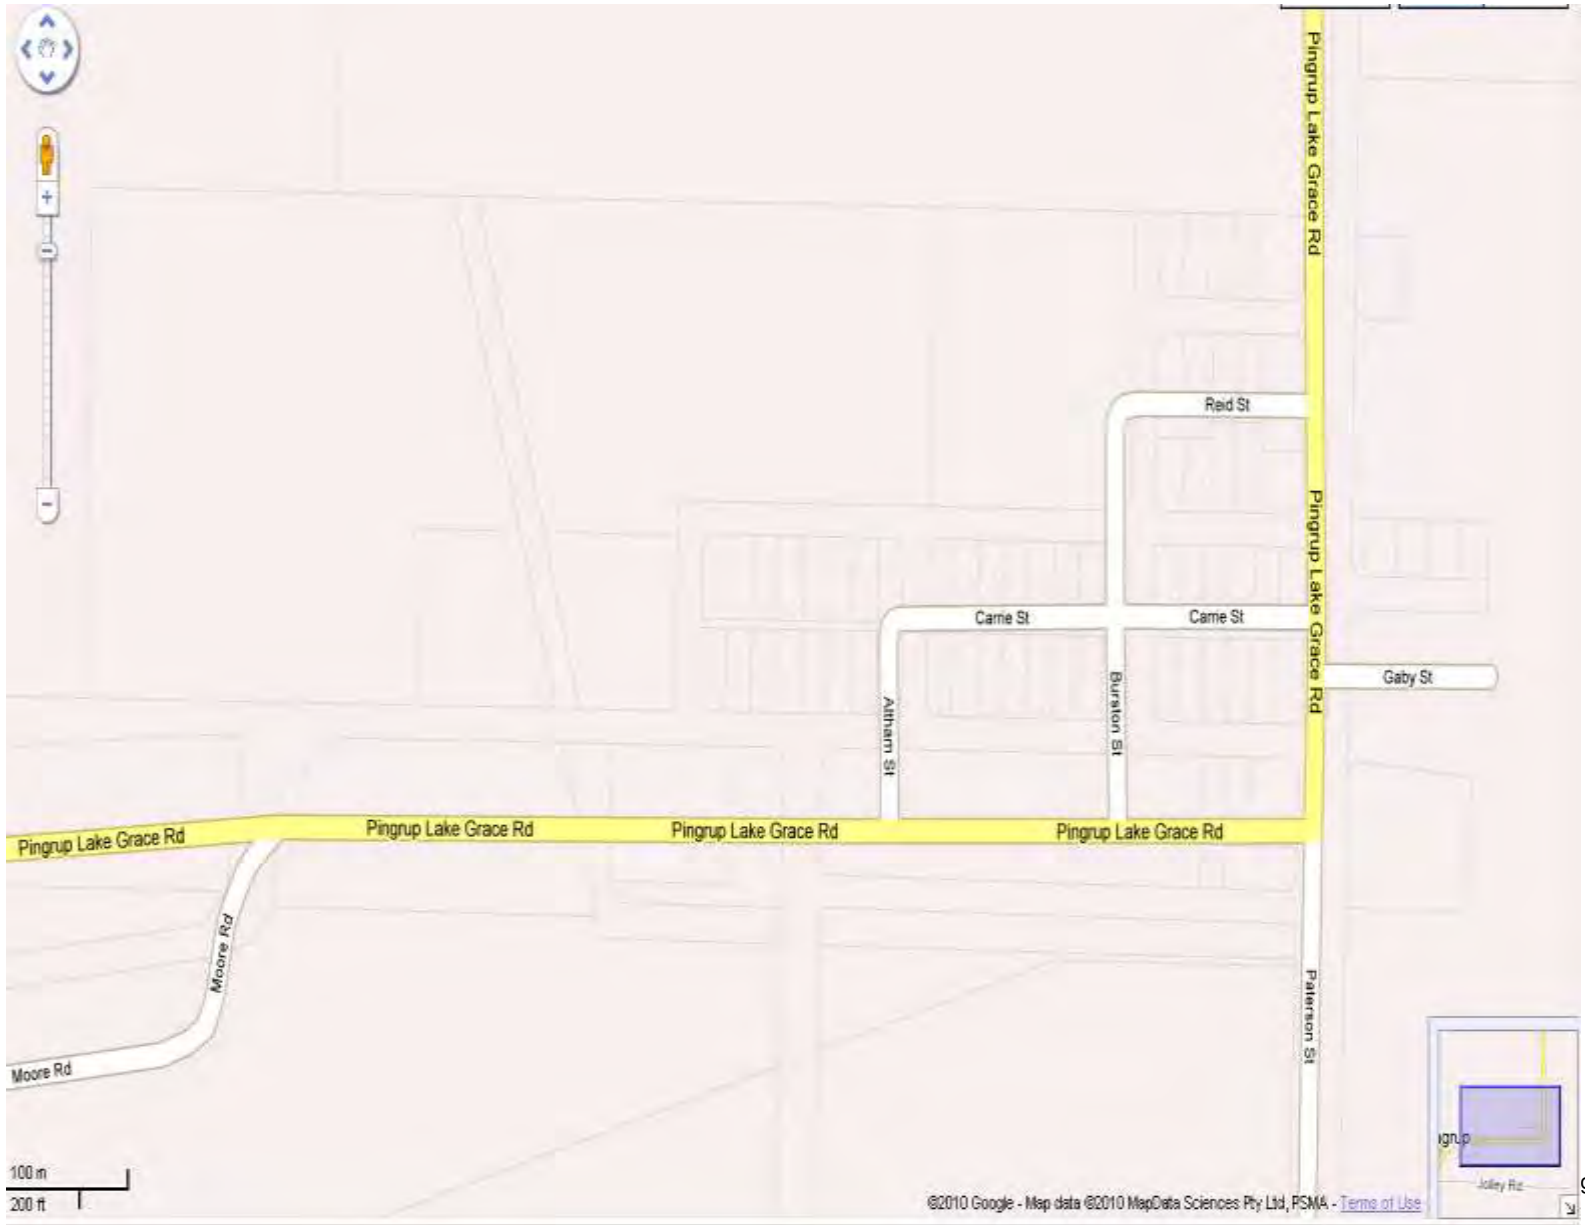 Pingrup Lake Grace Rd
Reid St
Pingrup Lake Grace Rd
Carrie St
Carrie St
Gaby St
Altham St
Burston St
Pingrup Lake Grace Rd
Pingrup Lake Grace Rd
Pingrup Lake Grace Rd
Pingrup Lake Grace Rd
Moore Rd
Paterson St
Moore Rd
ngrup
Jolley Rd
100 m
200 ft
©2010 Google - Map data ©2010 MapData Sciences Pty Ltd, PSMA - Terms of Use